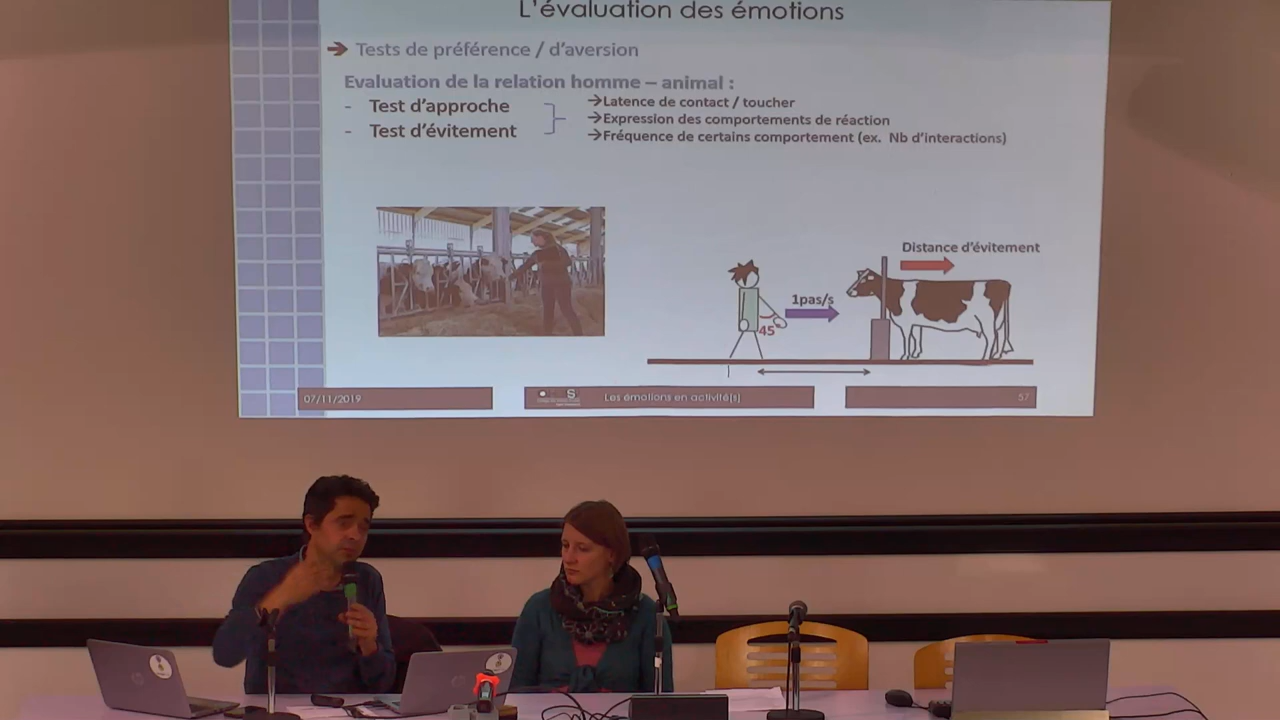 L'évaluation des émotions
➔ Tests de préférence / d'aversion
Evaluation de la relation homme – animal :
- Test d'approche
- Test d'évitement
→Latence de contact / toucher
→Expression des comportements de réaction
→Fréquence de certains comportement (ex. Nb d'interactions)
Distance d'évitement
1pas/s
45
07/11/2019
Les émotions en activité(s)
57